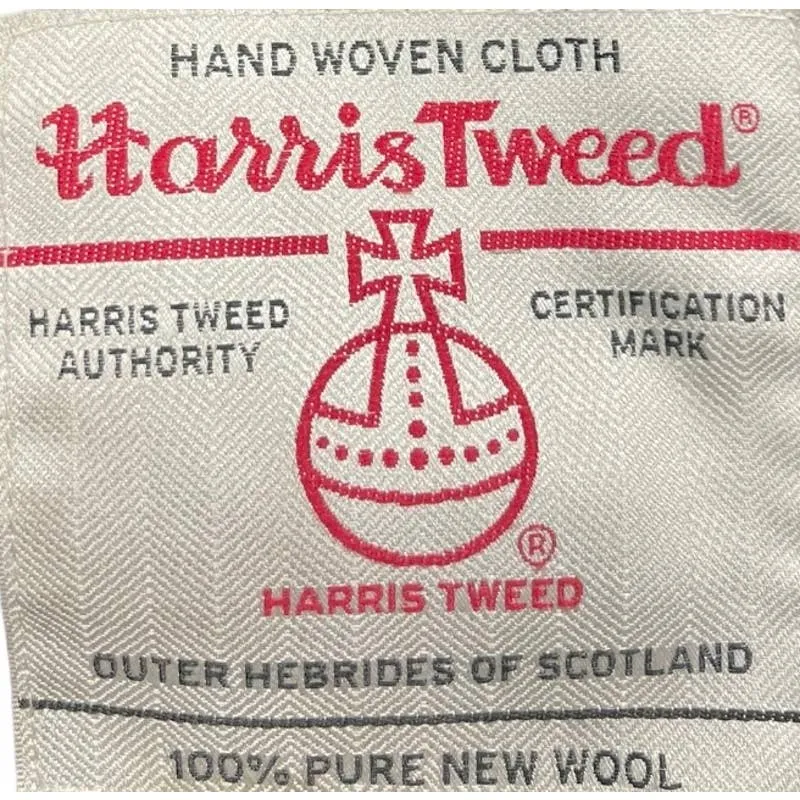 HAND WOVEN CLOTH
Harris Tweed®
HARRIS TWEED
AUTHORITY
CERTIFICATION
MARK
®
HARRIS TWEED
OUTER HEBRIDES OF SCOTLAND
100% PURE NEW WOOL